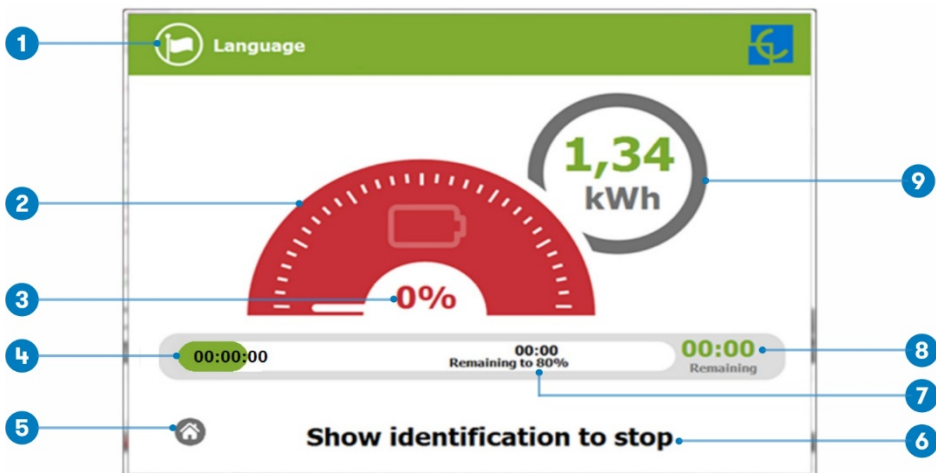 1
Language
1,34
kWh
2
9
3
0%
4
00:00:00
00:00
Remaining to 80%
00:00
Remaining
8
7
5
Show identification to stop
6